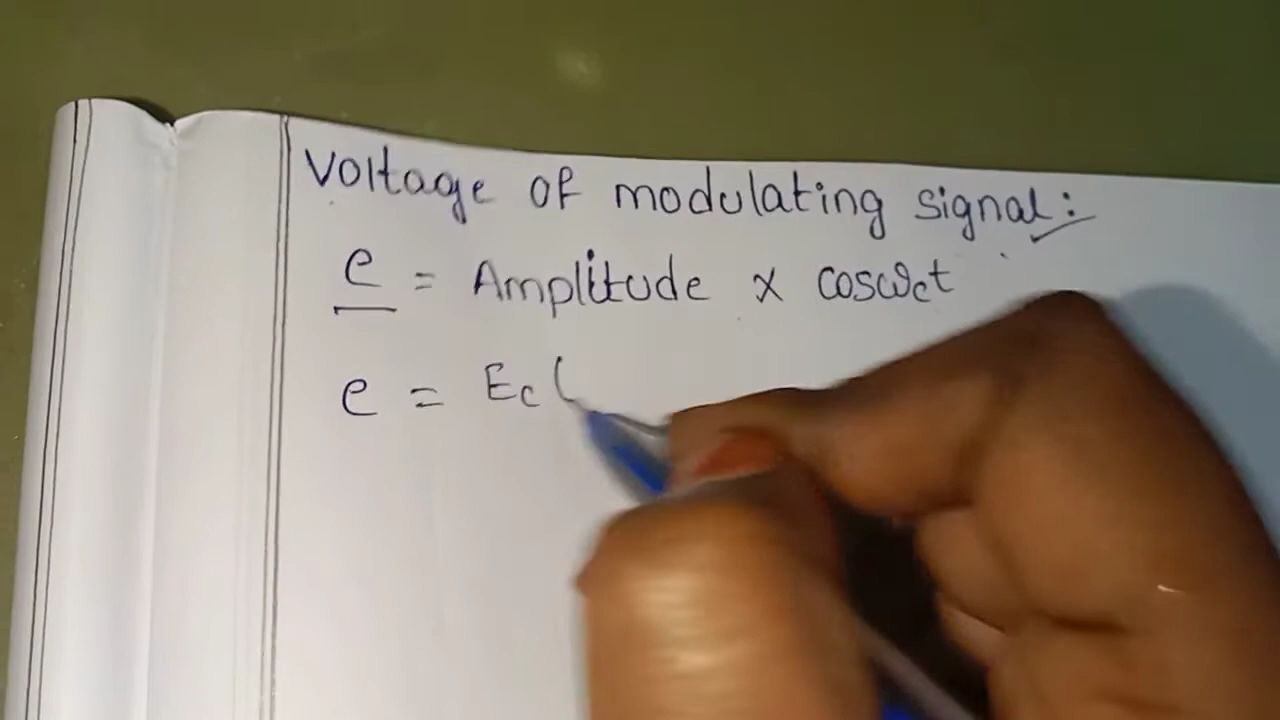 Voltage of modulating signal:
e = Amplitude x cosωct
e = Ec (